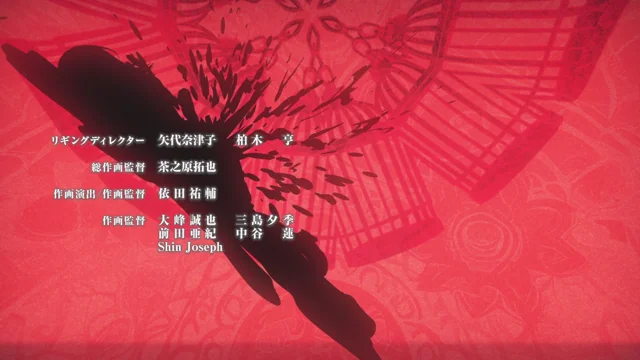 リギングディレクター 矢代奈津子 柏木 亨
総作画監督 茶之原拓也
作画演出 作画監督 依田祐輔
作画監督 大峰誠也 三島夕季
前田亜紀 中谷 蓮
Shin Joseph